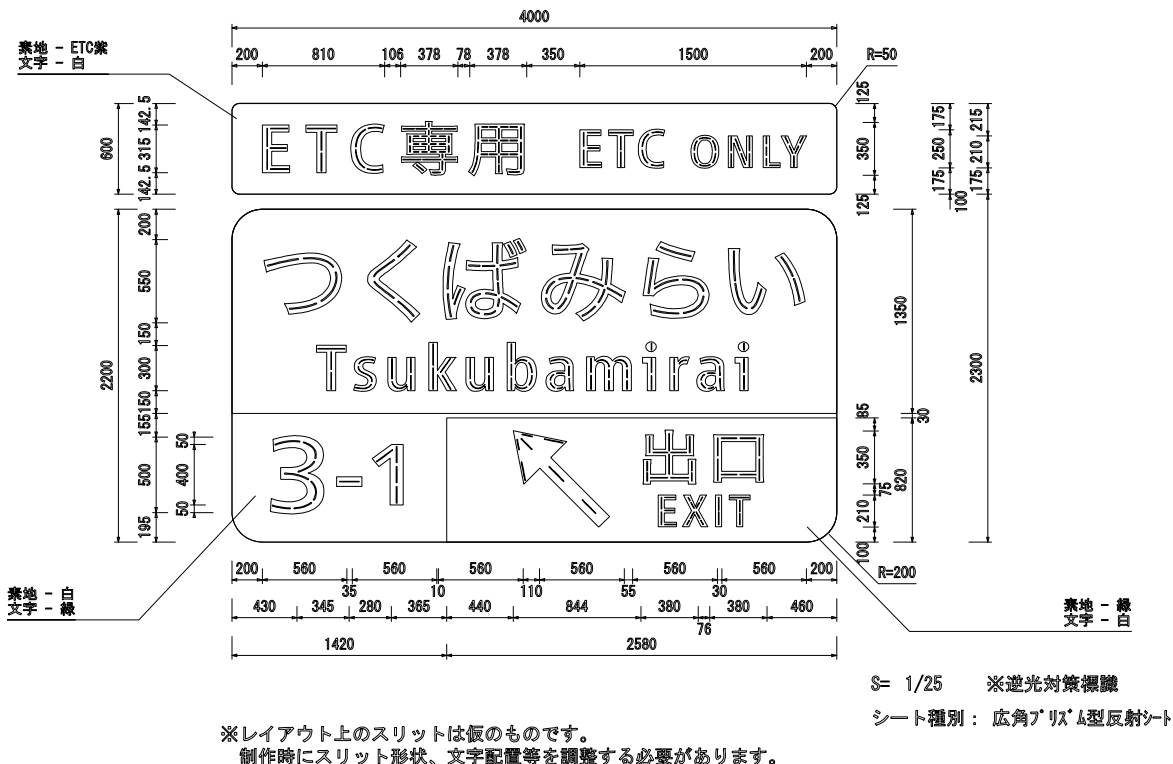 4000
素地 - ETC紫
文字 - 白
200 810 106 378 78 378 350 1500 200
R=50
600
142.5 315 142.5
125 350 125
175 250 175
215 210 175
100
ETC専用 ETC ONLY
2200
200 550 150 300 150 155 500 195
50 400 50
つくばみらい
Tsukubamirai
3-1
出口
EXIT
1350
30
820
85 350 75 210 100
2300
200 560 35 560 10 560 110 560 55 560 30 560 200
R=200
430 345 280 365 440 844 380 76 380 460
1420 2580
素地 - 白
文字 - 緑
素地 - 緑
文字 - 白
S= 1/25 ※逆光対策標識
シート種別 : 広角プリズム型反射シート
※レイアウト上のスリットは仮のものです。
制作時にスリット形状、文字配置等を調整する必要があります。